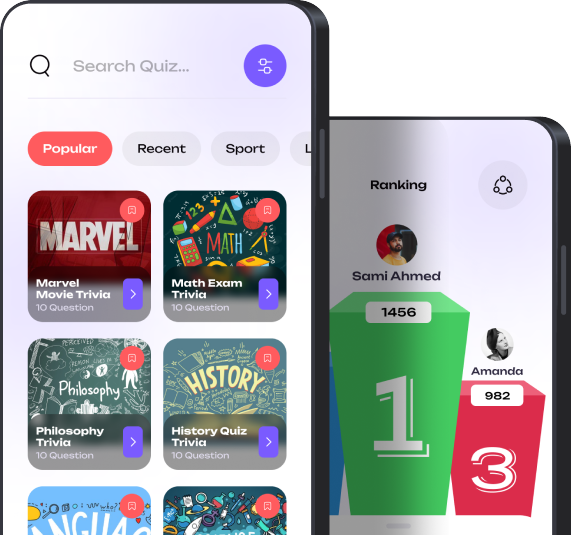 Search Quiz...
Popular
Recent
Sport
L
MARVEL
Marvel
Movie Trivia
10 Question
MATH
Math Exam
Trivia
10 Question
Philosophy
Philosophy
Trivia
10 Question
HISTORY
History Quiz
Trivia
10 Question
Ranking
Sami Ahmed
1456
1
Amanda
982
3